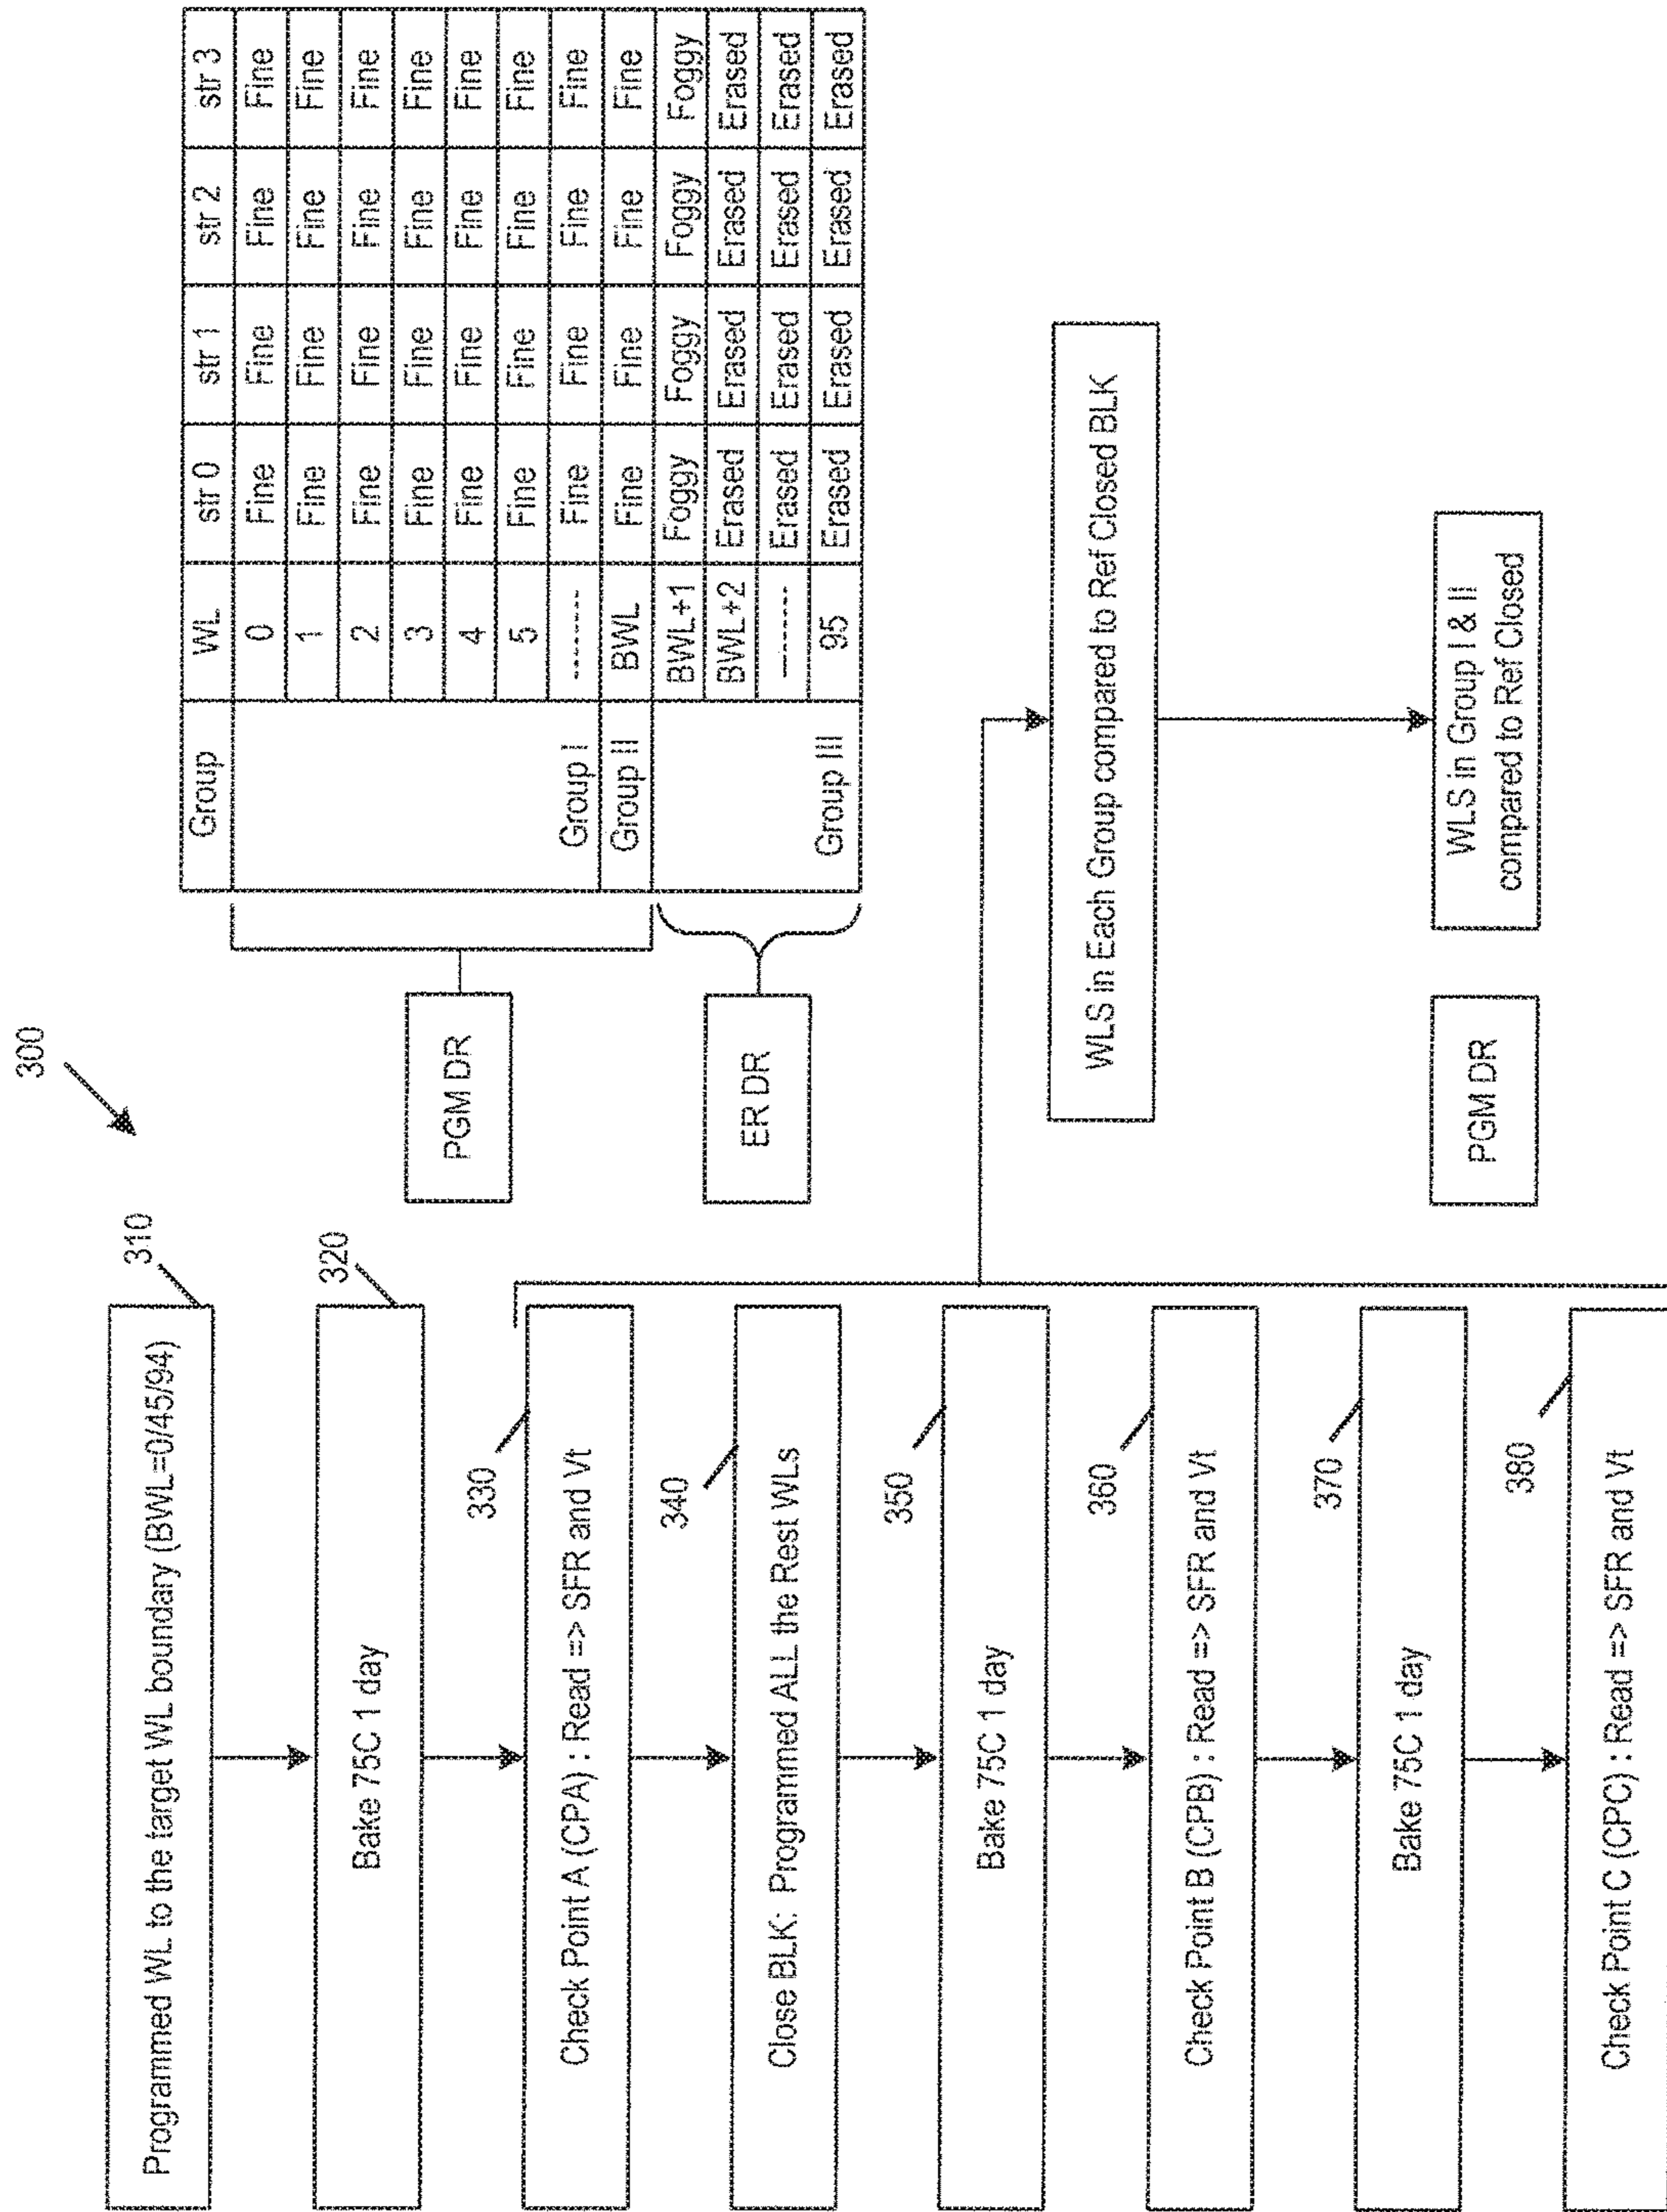 300
310
Programmed WL to the target WL boundary (BWL=0/45/94)
320
Bake 75C 1 day
330
Check Point A (CPA) : Read => SFR and Vt
340
Close BLK: Programmed ALL the Rest WLs
350
Bake 75C 1 day
360
Check Point B (CPB) : Read => SFR and Vt
370
Bake 75C 1 day
380
Check Point C (CPC) : Read => SFR and Vt
PGM DR
ER DR
Group WL str 0 str 1 str 2 str 3
0 Fine Fine Fine Fine
1 Fine Fine Fine Fine
2 Fine Fine Fine Fine
3 Fine Fine Fine Fine
4 Fine Fine Fine Fine
5 Fine Fine Fine Fine
Group I -------- Fine Fine Fine Fine
Group II BWL Fine Fine Fine Fine
BWL+1 Foggy Foggy Foggy Foggy
BWL+2 Erased Erased Erased Erased
------- Erased Erased Erased Erased
Group III 95 Erased Erased Erased Erased
WLS in Each Group compared to Ref Closed BLK
PGM DR
WLS in Group I & II
compared to Ref Closed